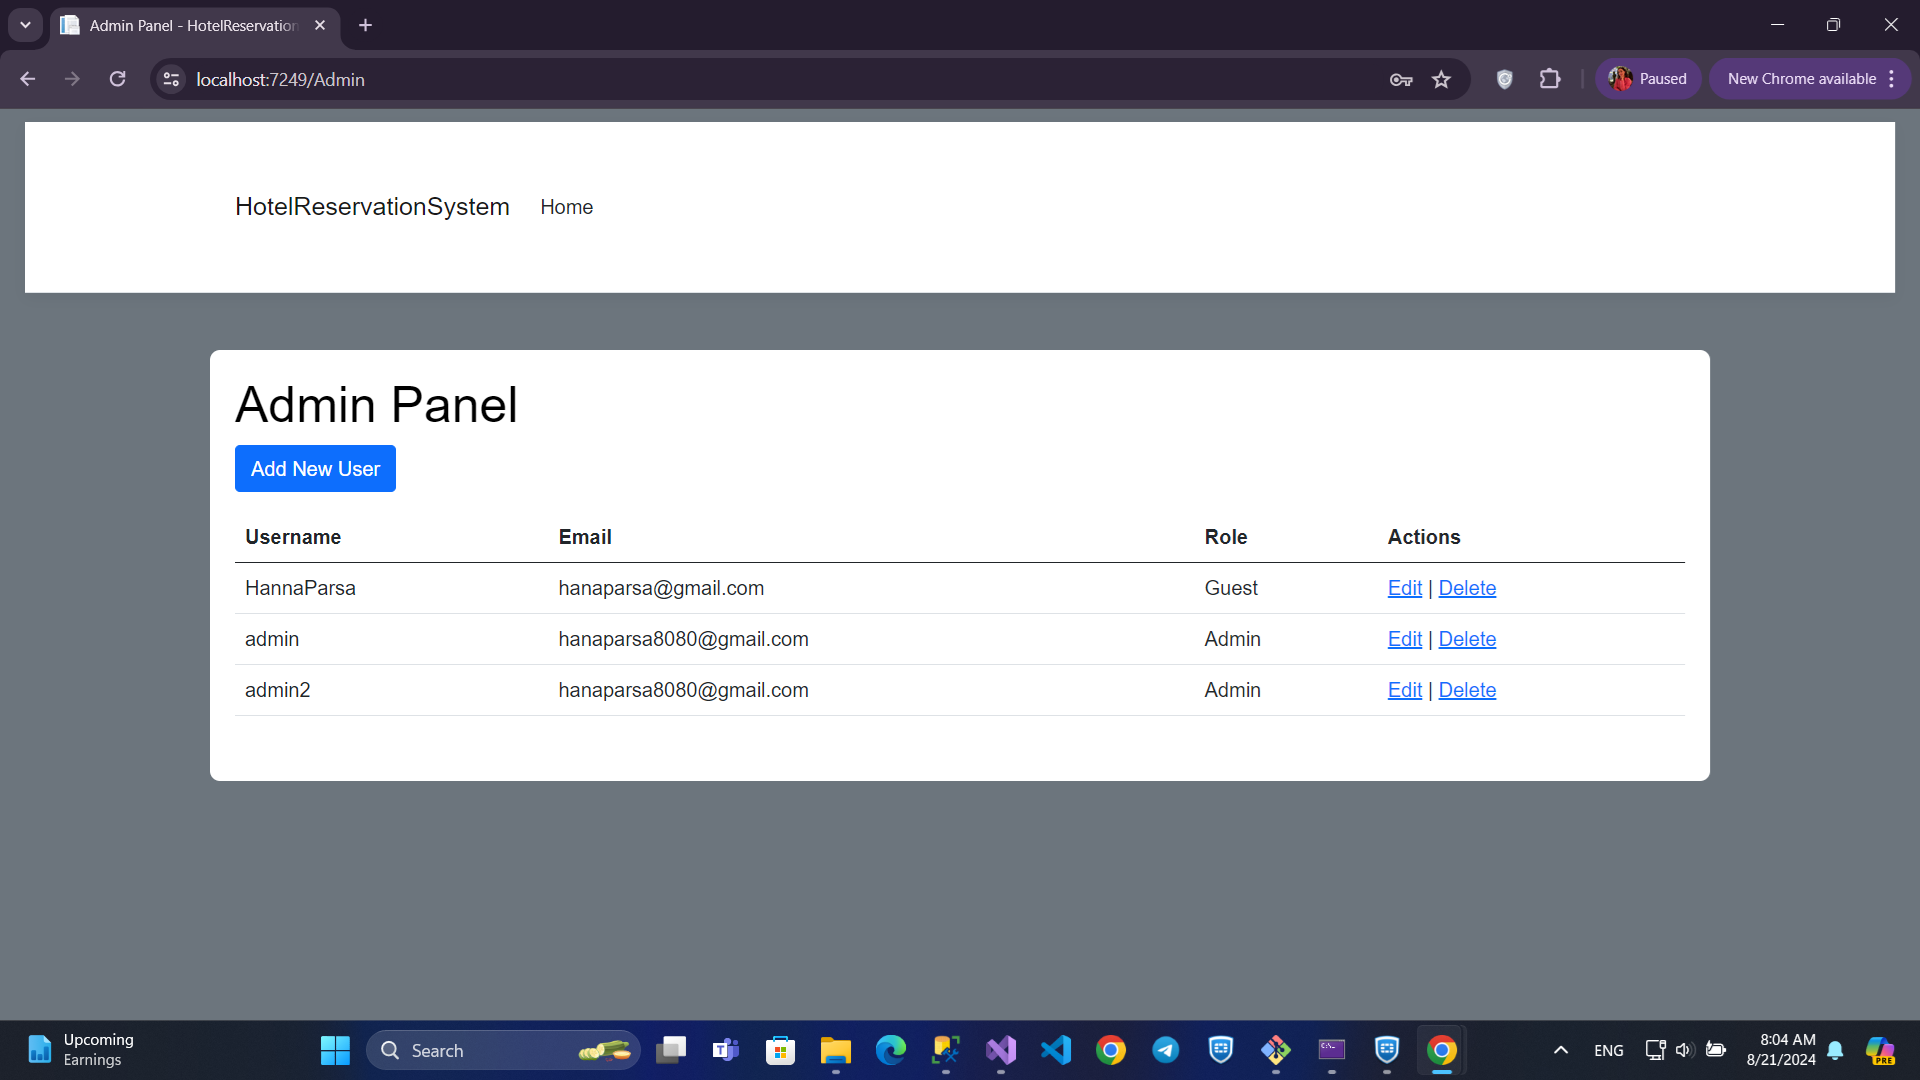 Admin Panel - HotelReservation
localhost:7249/Admin
Paused
New Chrome available
HotelReservationSystem Home
Admin Panel
Add New User
Username Email Role Actions
HannaParsa hanaparsa@gmail.com Guest Edit | Delete
admin hanaparsa8080@gmail.com Admin Edit | Delete
admin2 hanaparsa8080@gmail.com Admin Edit | Delete
Upcoming
Earnings
Search
ENG
8:04 AM
8/21/2024
PRE